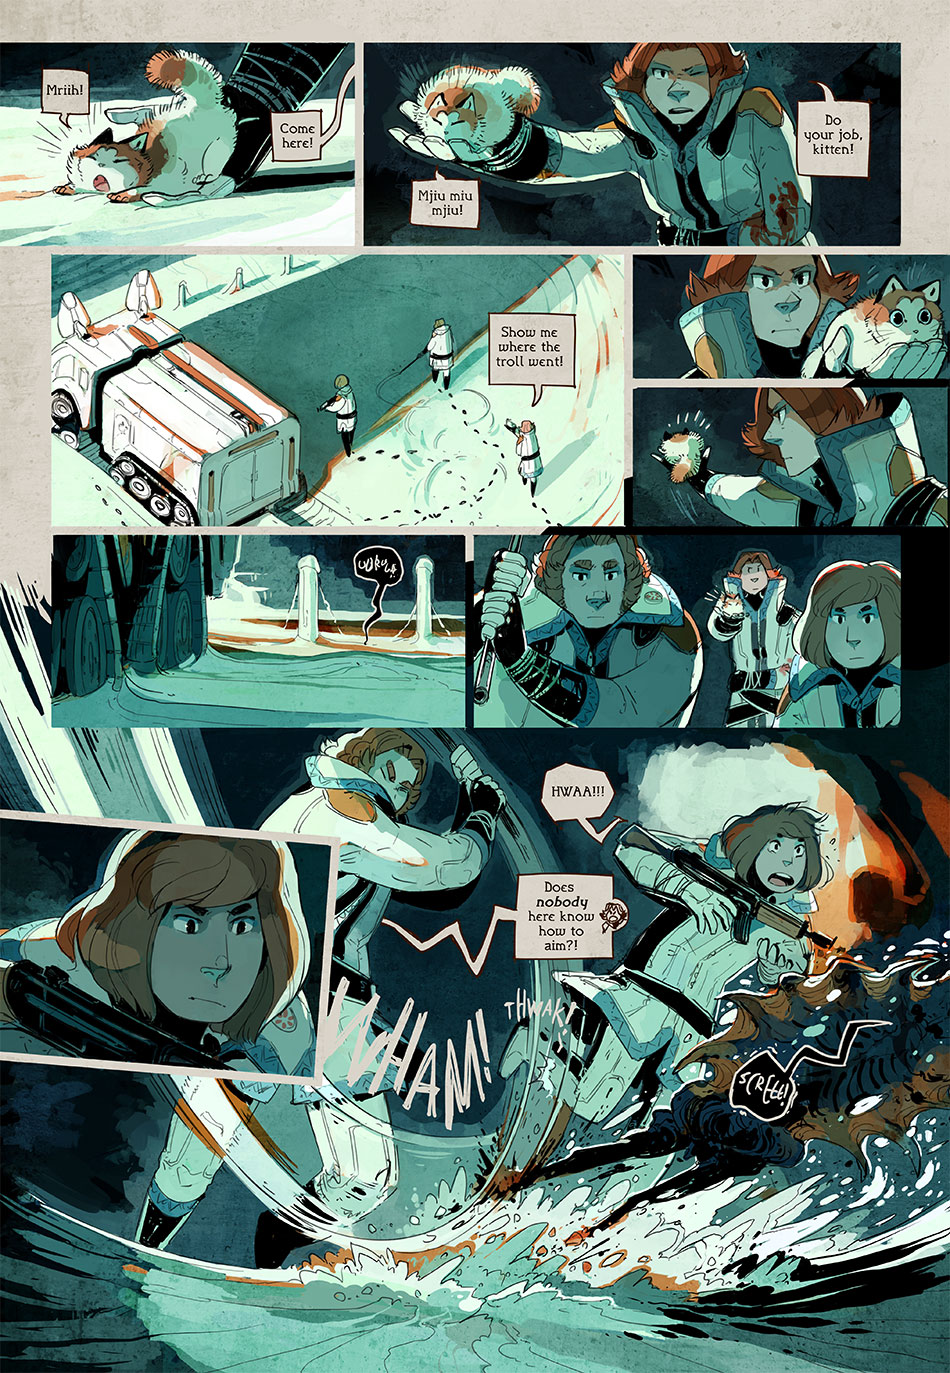 Mriih!
Come
here!
Do
your job,
kitten!
Mjiu miu
mjiu!
Show me
where the
troll went!
HWAA!!!
Does
nobody
here know
how to
aim?!
WHAM!
THWAK!
SCREEE!